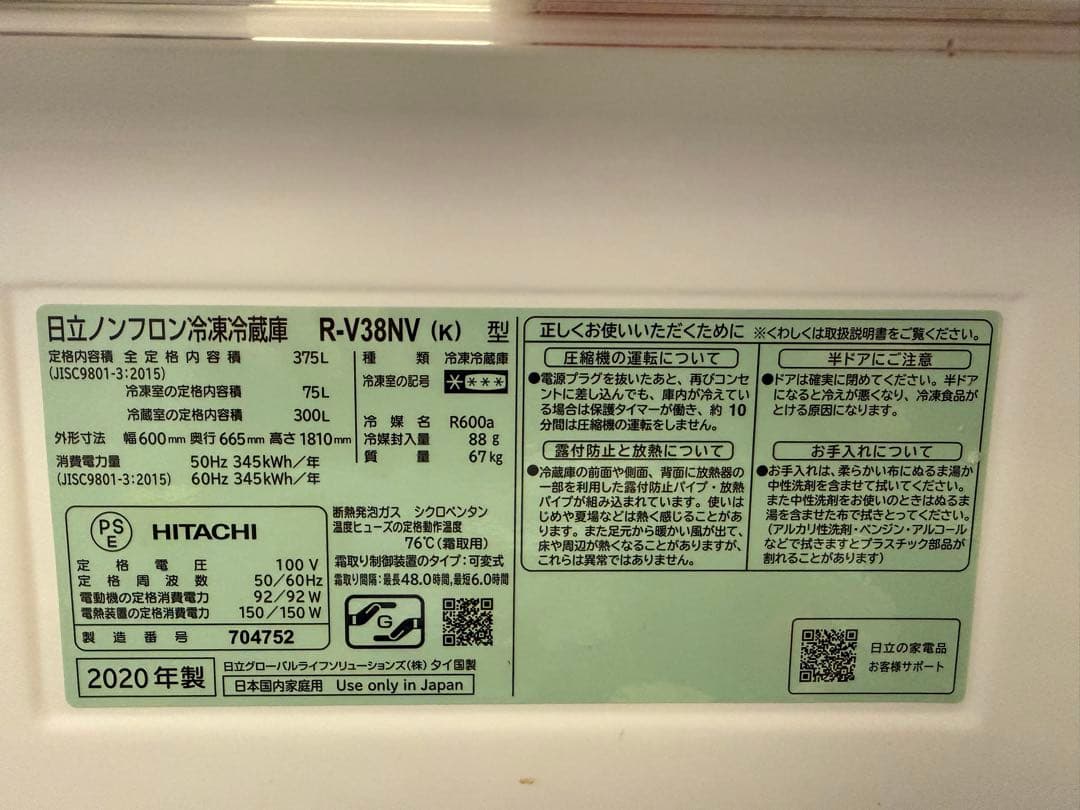 日立ノンフロン冷凍冷蔵庫 R-V38NV (K) 型
定格内容積 全定格内容積 375L
(JISC9801-3:2015)
冷凍室の定格内容積 75L
冷蔵室の定格内容積 300L
外形寸法 幅600mm 奥行665mm 高さ1810mm
消費電力量 50Hz 345kWh/年
(JISC9801-3:2015) 60Hz 345kWh/年
種類 冷凍冷蔵庫
冷凍室の記号 ****
冷媒名 R600a
冷媒封入量 88g
質量 67kg
PS
E
HITACHI
定格電圧 100V
定格周波数 50/60Hz
電動機の定格消費電力 92/92W
電熱装置の定格消費電力 150/150W
製造番号 704752
断熱発泡ガス シクロペンタン
温度ヒューズの定格動作温度
76℃(霜取用)
霜取り制御装置のタイプ:可変式
霜取り間隔:最長48.0時間,最短6.0時間
G
2020年製
日立グローバルライフソリューションズ(株) タイ国製
日本国内家庭用 Use only in Japan
正しくお使いいただくために ※くわしくは取扱説明書をご覧ください。
圧縮機の運転について
●電源プラグを抜いたあと、再びコンセ
ントに差し込んでも、庫内が冷えてい
る場合は保護タイマーが働き、約10
分間は圧縮機の運転をしません。
露付防止と放熱について
●冷蔵庫の前面や側面、背面に放熱器の
一部を利用した露付防止パイプ・放熱
パイプが組み込まれています。使いは
じめや夏場などは熱く感じることがあ
ります。また足元から暖かい風が出て、
床や周辺が熱くなることがありますが、
これらは異常ではありません。
半ドアにご注意
●ドアは確実に閉めてください。半ドア
になると冷えが悪くなり、冷凍食品が
とける原因になります。
お手入れについて
●お手入れは、柔らかい布にぬるま湯か
中性洗剤を含ませて拭いてください。
また中性洗剤をお使いのときはぬるま
湯を含ませた布で拭きとってください。
(アルカリ性洗剤・ベンジン・アルコール
などで拭きますとプラスチック部品が
割れることがあります)
日立の家電品
お客様サポート